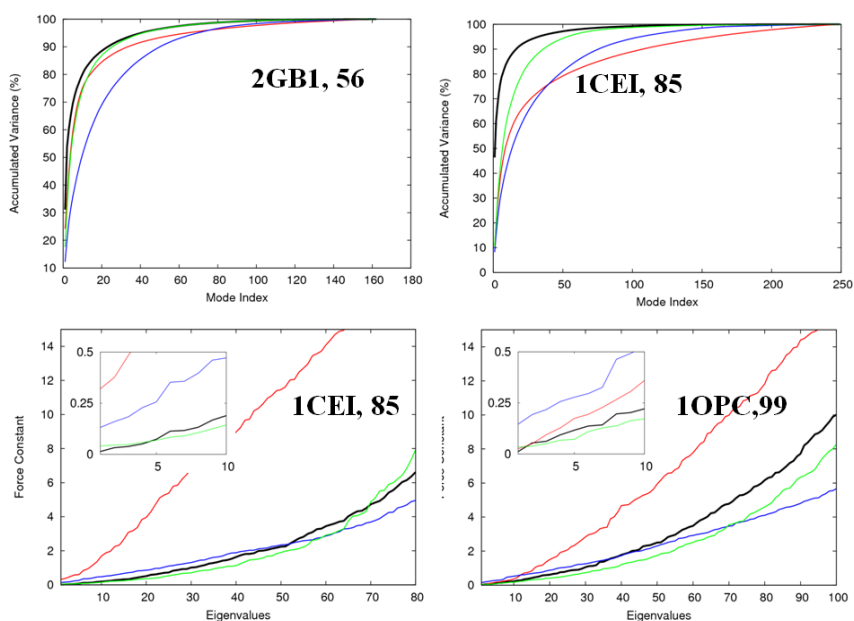 100
90
80
70
60
50
40
30
20
10
Accumulated Variance (%)
2GB1, 56
0 20 40 60 80 100 120 140 160 180
Mode Index
100
90
80
70
60
50
40
30
20
10
0
Accumulated Variance (%)
1CEI, 85
0 50 100 150 200 250
Mode Index
14
12
10
8
6
4
2
0
Force Constant
0.5
0.25
0
5 10
1CEI, 85
10 20 30 40 50 60 70 80
Eigenvalues
14
12
10
8
6
4
2
0
Force Constant
0.5
0.25
0
5 10
1OPC,99
10 20 30 40 50 60 70 80 90 100
Eigenvalues